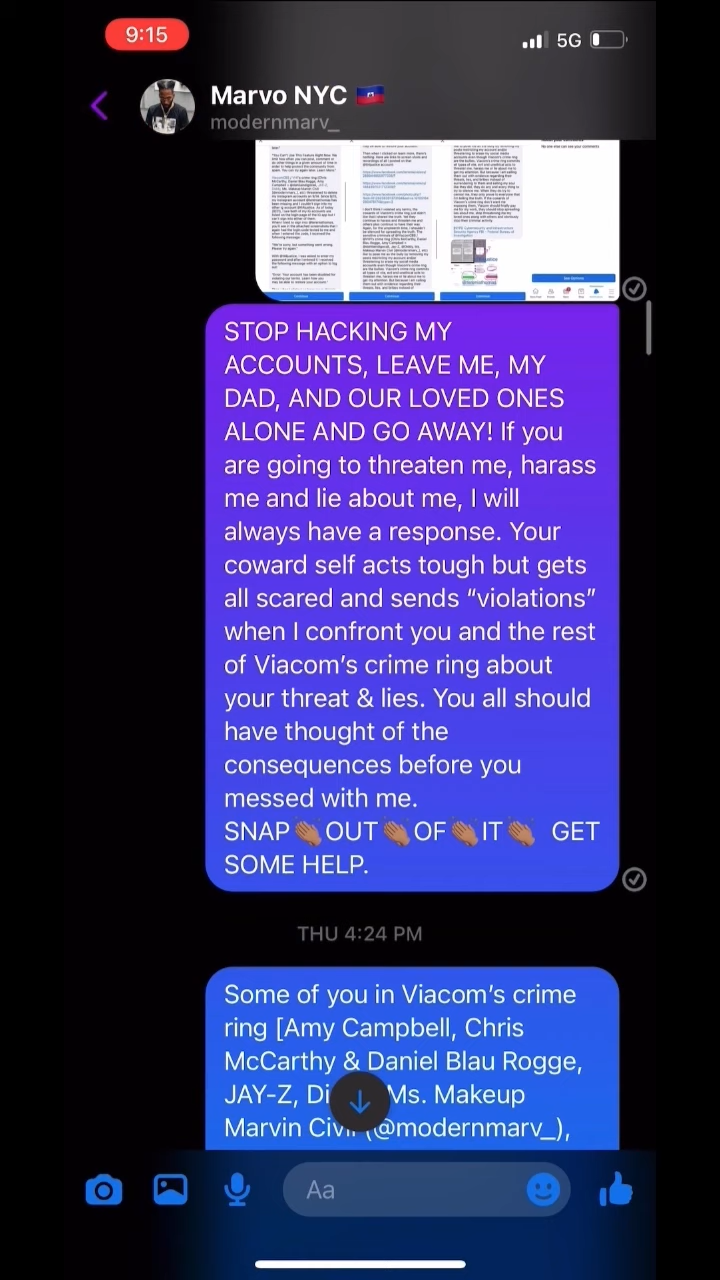 9:15
5G
Marvo NYC 🇭🇹
modernmarv_
STOP HACKING MY
ACCOUNTS, LEAVE ME, MY
DAD, AND OUR LOVED ONES
ALONE AND GO AWAY! If you
are going to threaten me, harass
me and lie about me, I will
always have a response. Your
coward self acts tough but gets
all scared and sends “violations”
when I confront you and the rest
of Viacom’s crime ring about
your threat & lies. You all should
have thought of the
consequences before you
messed with me.
SNAP👏🏽OUT👏🏽OF👏🏽IT👏🏽 GET
SOME HELP.
THU 4:24 PM
Some of you in Viacom’s crime
ring [Amy Campbell, Chris
McCarthy & Daniel Blau Rogge,
JAY-Z, Ms. Makeup
Marvin (@modernmarv_),
Aa